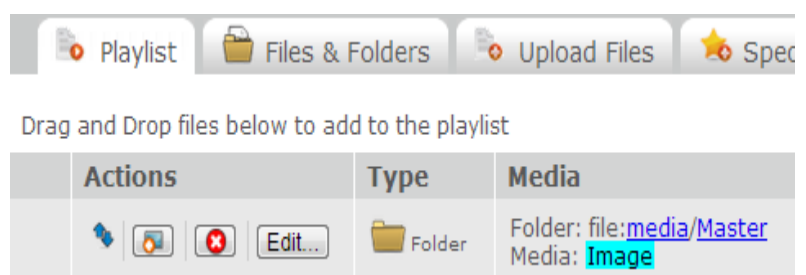 Playlist Files & Folders Upload Files Spec
Drag and Drop files below to add to the playlist
Actions Type Media
Edit... Folder Folder: file:media/Master
Media: Image